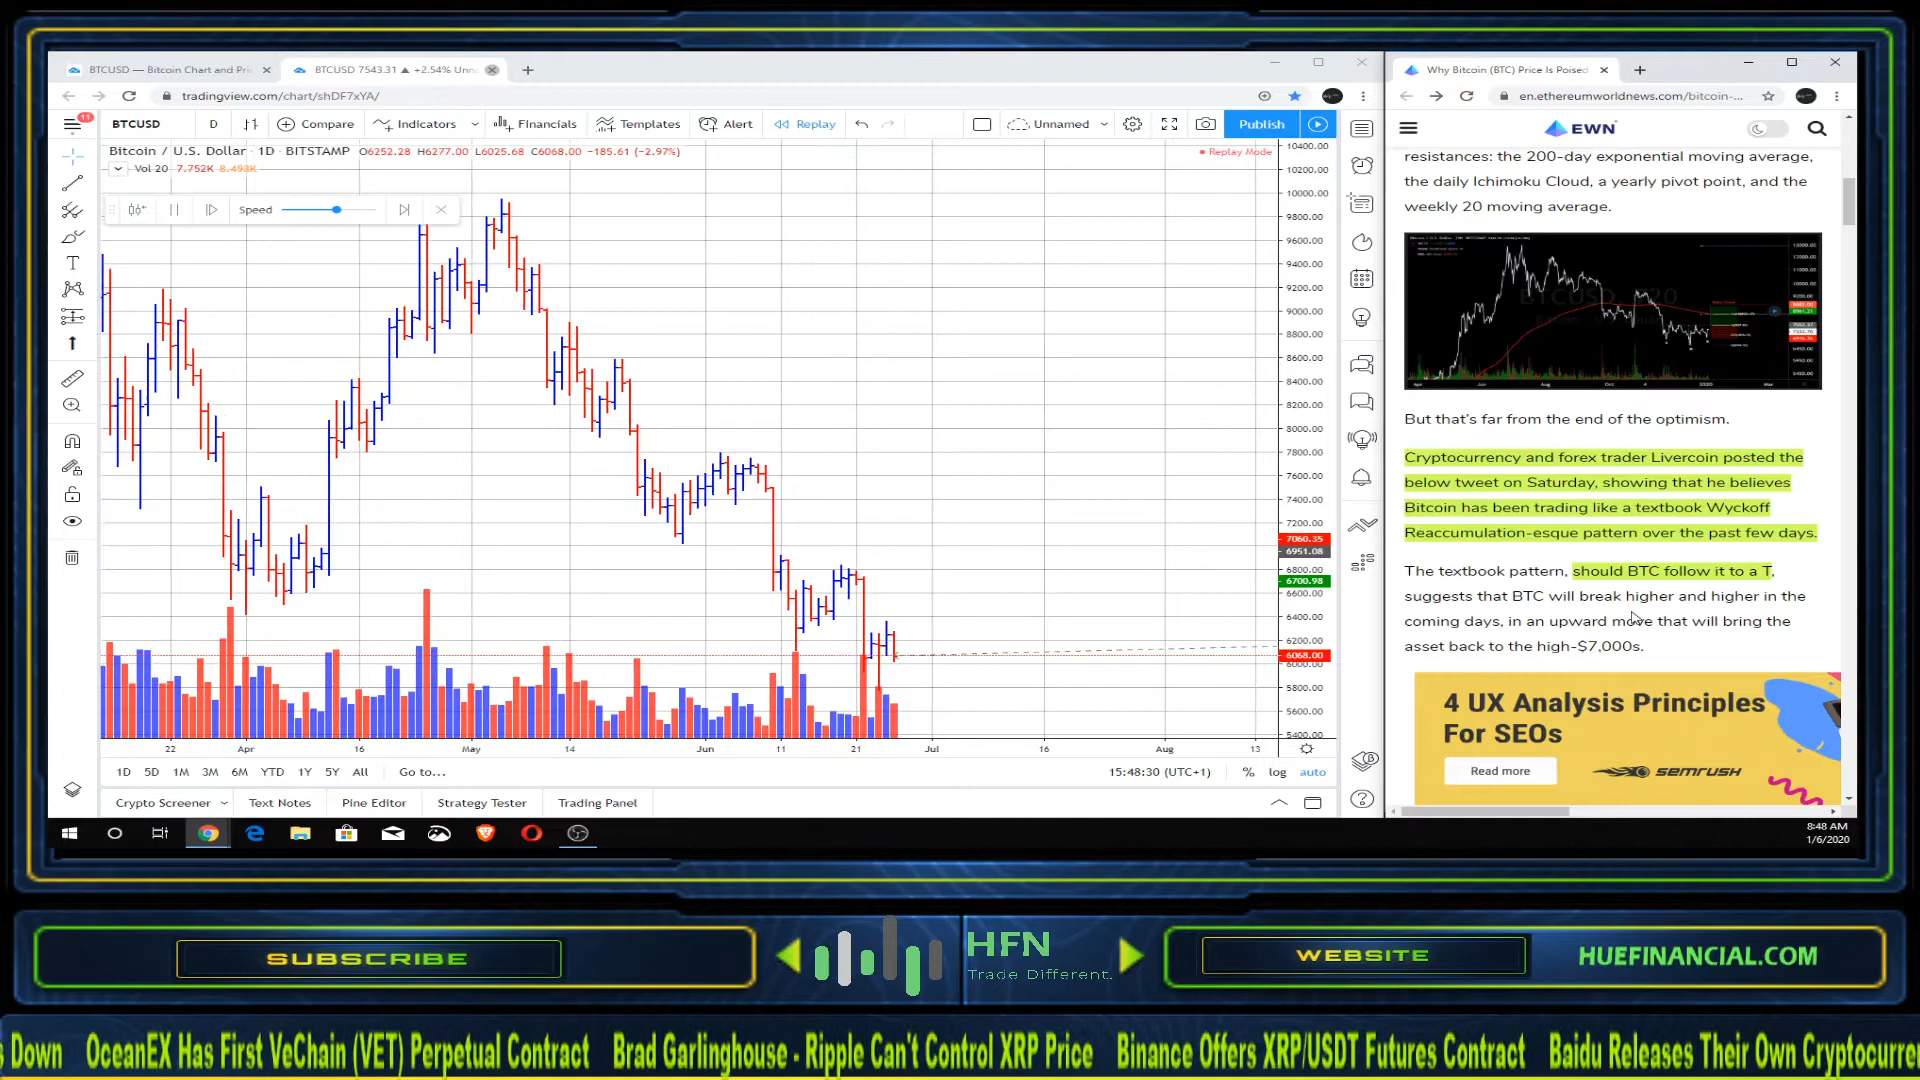 BTCUSD — Bitcoin Chart and Pri
BTCUSD 7543.31 ▲ +2.54% Unn
tradingview.com/chart/shDF7xYA/
11
BTCUSD
D
Compare
Indicators
Financials
Templates
Alert
Replay
Unnamed
Publish
Bitcoin / U.S. Dollar · 1D · BITSTAMP O6252.28 H6277.00 L6025.68 C6068.00 −185.61 (−2.97%)
Replay Mode
Vol 20 7.752K 8.493K
Speed
10400.00
10200.00
10000.00
9800.00
9600.00
9400.00
9200.00
9000.00
8800.00
8600.00
8400.00
8200.00
8000.00
7800.00
7600.00
7400.00
7200.00
7060.35
6951.08
6800.00
6700.98
6600.00
6400.00
6200.00
6068.00
6000.00
5800.00
5600.00
5400.00
22 Apr 16 May 14 Jun 11 21 Jul 16 Aug 13
1D 5D 1M 3M 6M YTD 1Y 5Y All Go to...
15:48:30 (UTC+1) % log auto
Crypto Screener Text Notes Pine Editor Strategy Tester Trading Panel
Why Bitcoin (BTC) Price Is Poised
en.ethereumworldnews.com/bitcoin-...
EWN
resistances: the 200-day exponential moving average,
the daily Ichimoku Cloud, a yearly pivot point, and the
weekly 20 moving average.
But that's far from the end of the optimism.
Cryptocurrency and forex trader Livercoin posted the
below tweet on Saturday, showing that he believes
Bitcoin has been trading like a textbook Wyckoff
Reaccumulation-esque pattern over the past few days.
The textbook pattern, should BTC follow it to a T,
suggests that BTC will break higher and higher in the
coming days, in an upward move that will bring the
asset back to the high-$7,000s.
4 UX Analysis Principles
For SEOs
Read more
semrush
8:48 AM
1/6/2020
SUBSCRIBE
HFN
Trade Different.
WEBSITE
HUEFINANCIAL.COM
s Down OceanEX Has First VeChain (VET) Perpetual Contract Brad Garlinghouse - Ripple Can't Control XRP Price Binance Offers XRP/USDT Futures Contract Baidu Releases Their Own Cryptocurre